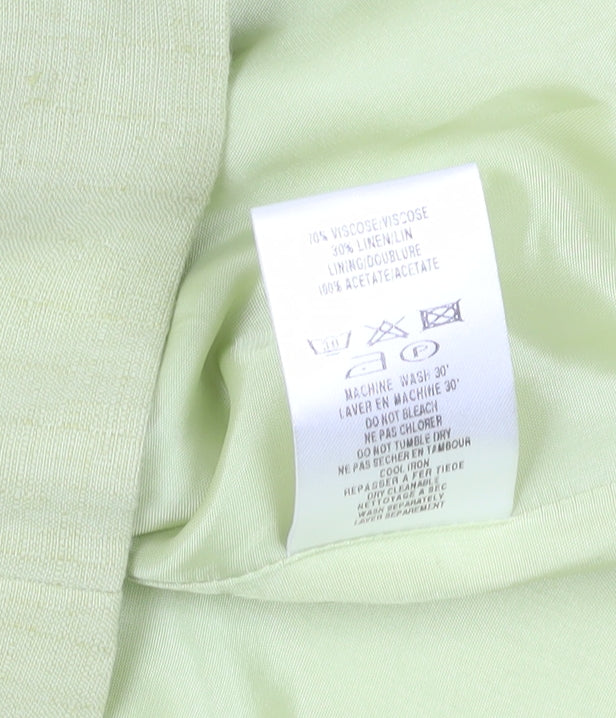 70% VISCOSE/VISCOSE
30% LINEN/LIN
LINING/DOUBLURE
100% ACETATE/ACETATE
30
P
MACHINE WASH 30°
LAVER EN MACHINE 30°
DO NOT BLEACH
NE PAS CHLORER
DO NOT TUMBLE DRY
NE PAS SECHER EN TAMBOUR
COOL IRON
REPASSER A FER TIEDE
DRY CLEANABLE
NETTOYAGE A SEC
WASH SEPARATELY
LAVER SEPAREMENT